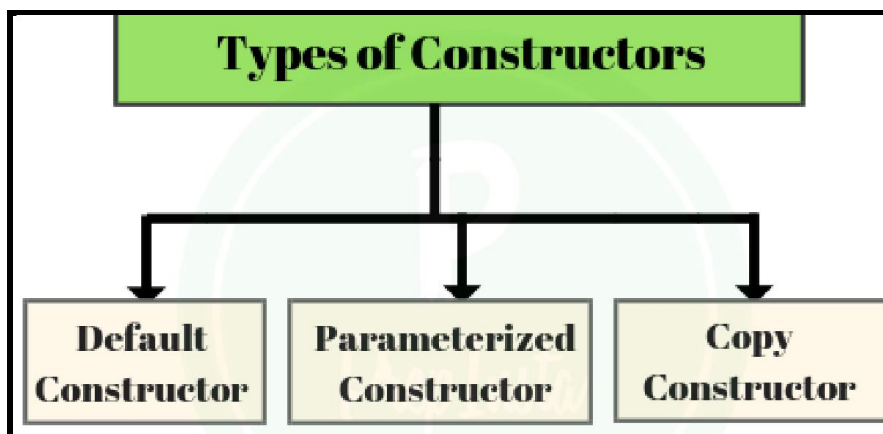 Types of Constructors
Default
Constructor
Parameterized
Constructor
Copy
Constructor